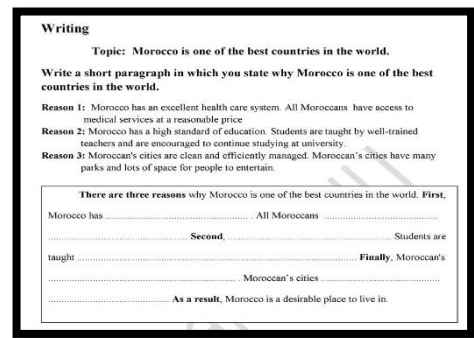 Writing
Topic: Morocco is one of the best countries in the world.
Write a short paragraph in which you state why Morocco is one of the best
countries in the world.
Reason 1: Morocco has an excellent health care system. All Moroccans have access to
medical services at a reasonable price
Reason 2: Morocco has a high standard of education. Students are taught by well-trained
teachers and are encouraged to continue studying at university.
Reason 3: Moroccan's cities are clean and efficiently managed. Moroccan's cities have many
parks and lots of space for people to entertain.
There are three reasons why Morocco is one of the best countries in the world. First,
Morocco has ........................................ . All Moroccans ................................
........................................ Second, ............................................. Students are
taught ............................................................................. Finally, Moroccan's
..................................................... . Moroccan's cities ................................
.................................. As a result, Morocco is a desirable place to live in.